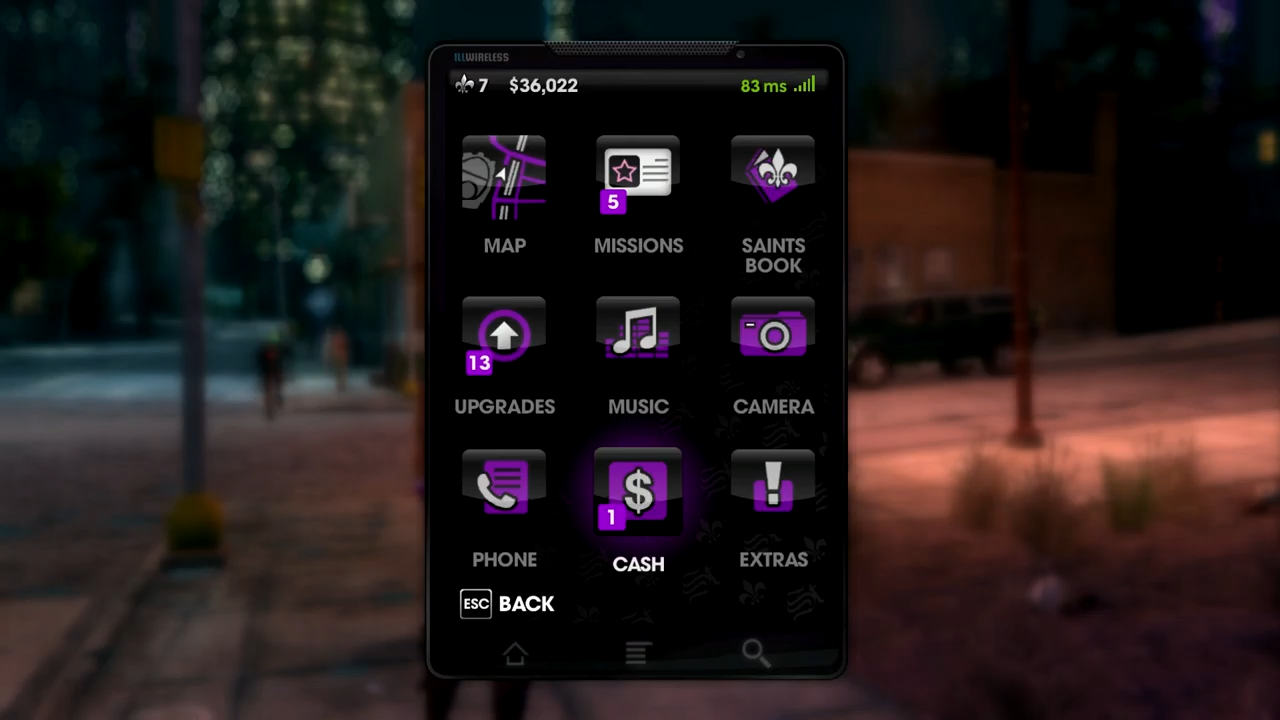 ILLWIRELESS
7 $36,022 83 ms
5
MAP MISSIONS SAINTS
BOOK
13
UPGRADES MUSIC CAMERA
$
1
PHONE CASH EXTRAS
ESC BACK